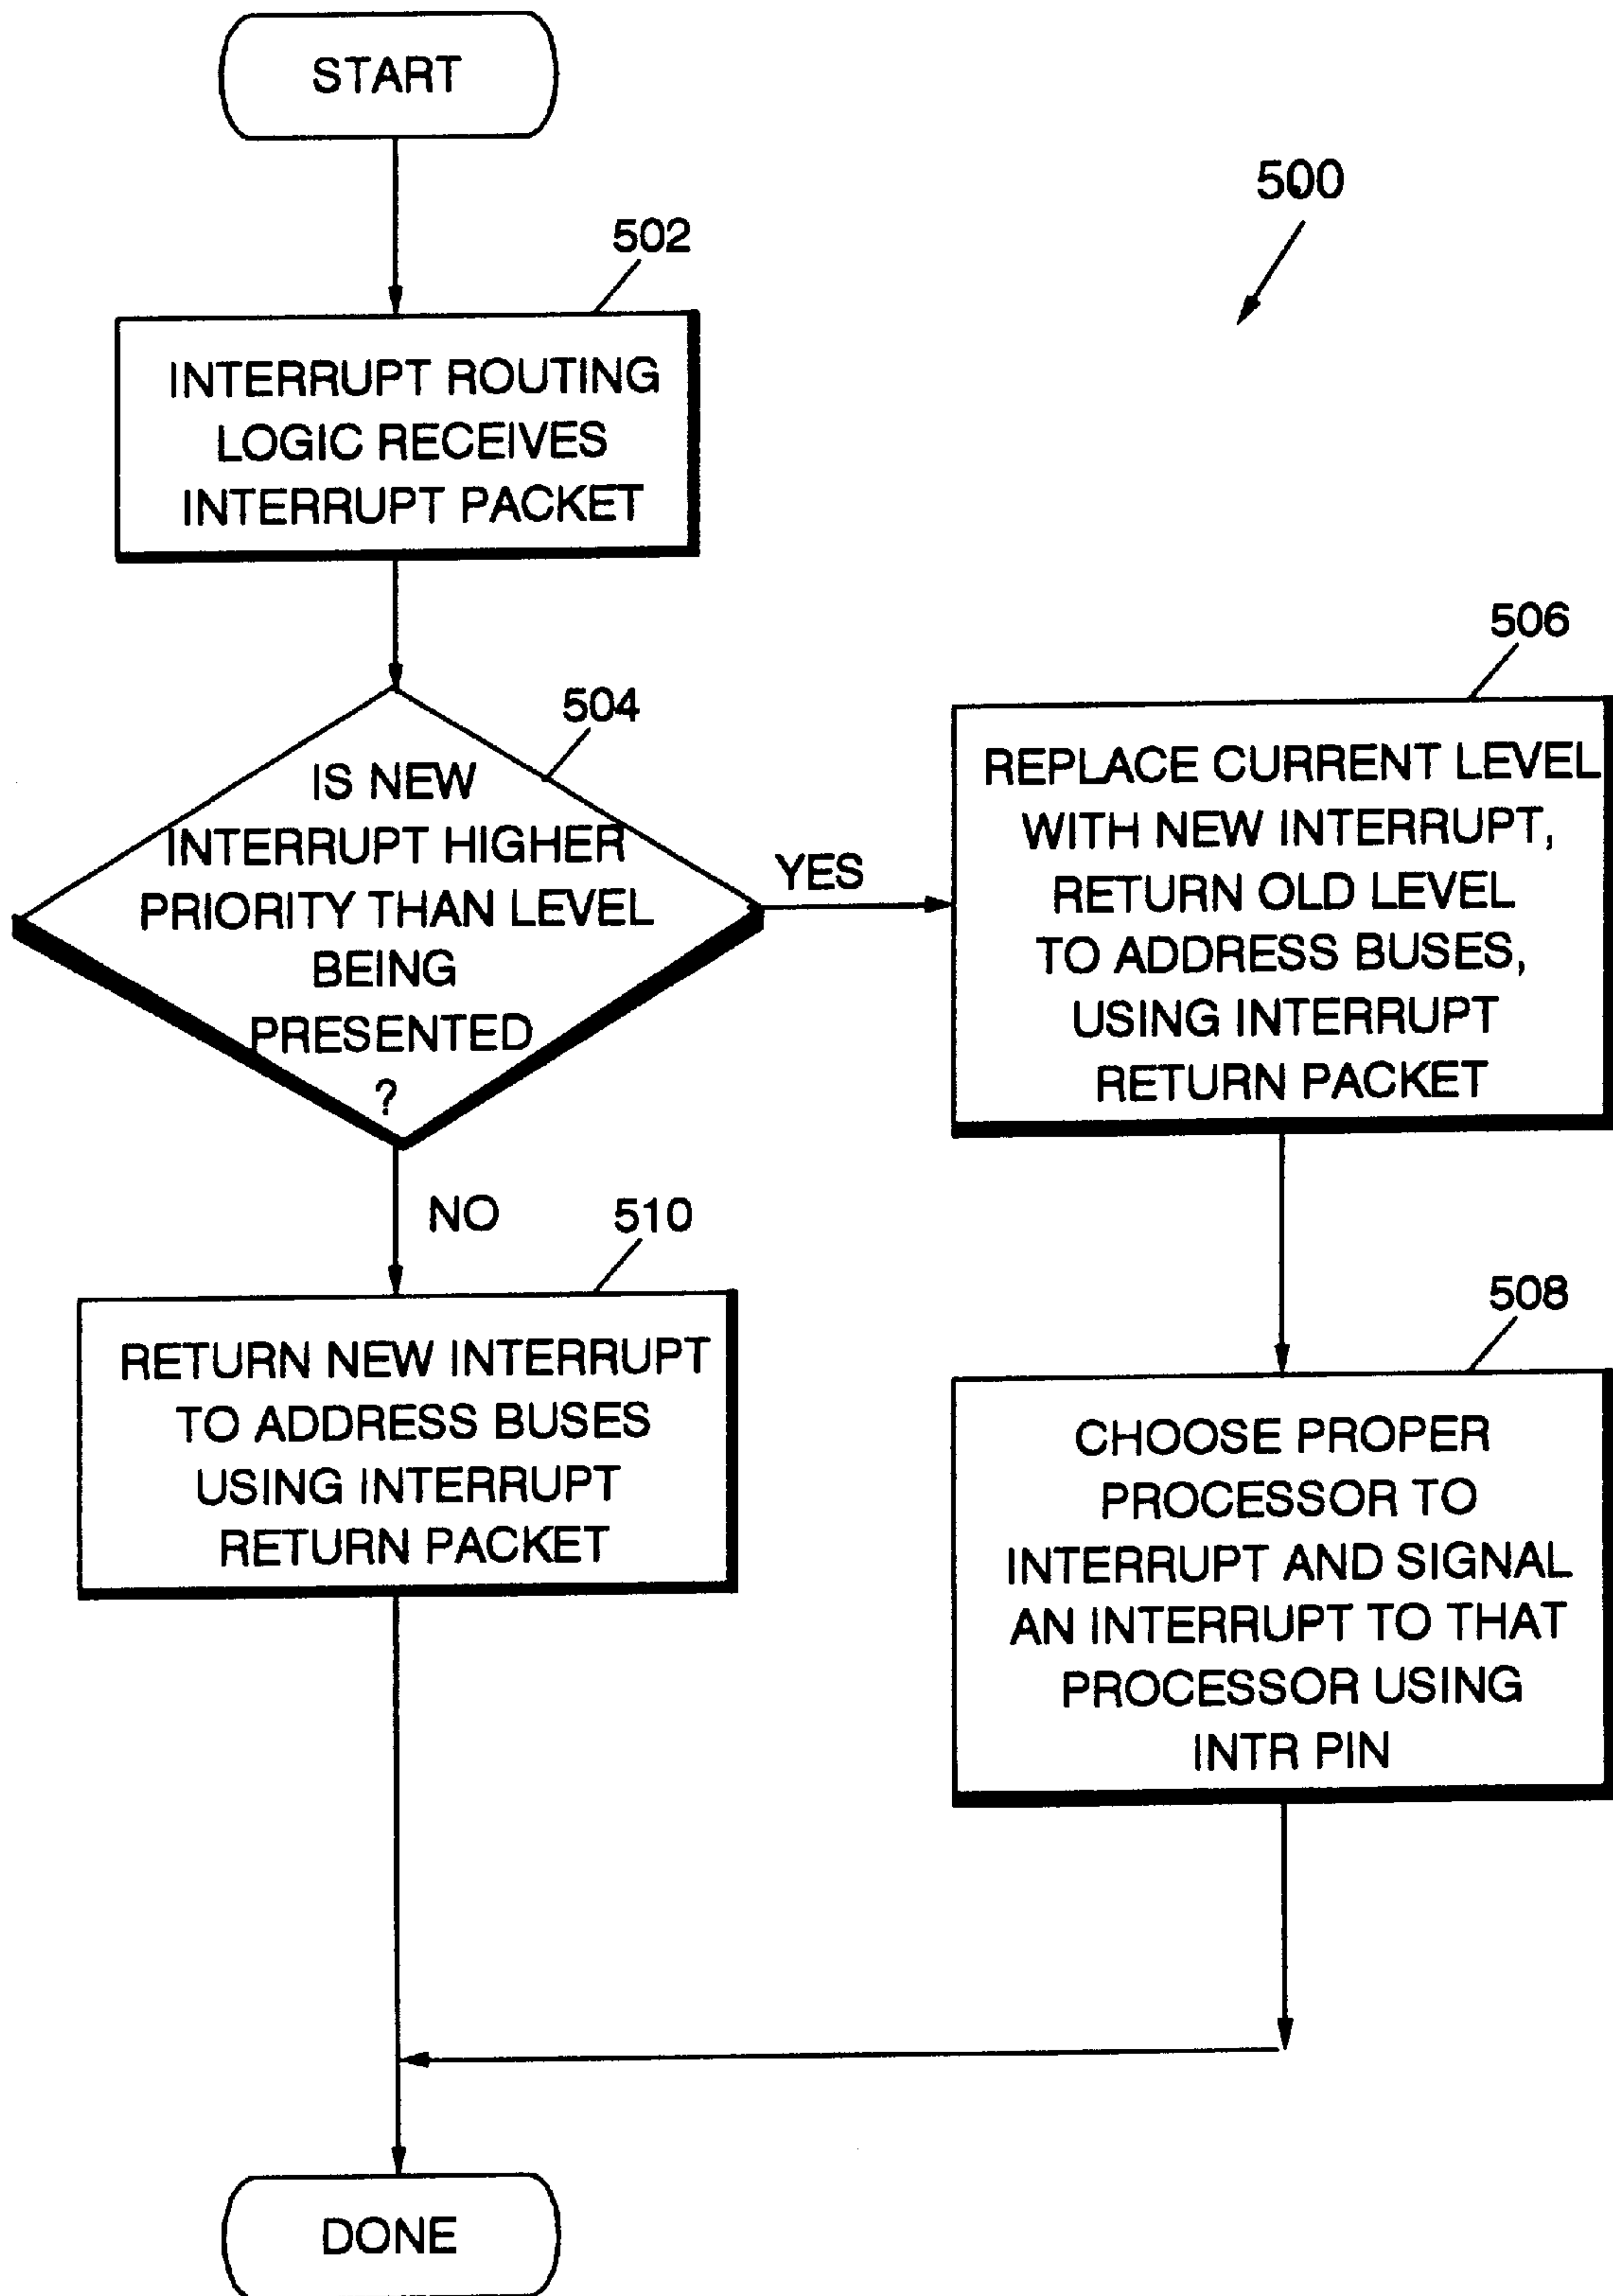 START
500
502
INTERRUPT ROUTING
LOGIC RECEIVES
INTERRUPT PACKET
504
IS NEW
INTERRUPT HIGHER
PRIORITY THAN LEVEL
BEING
PRESENTED
?
YES
506
REPLACE CURRENT LEVEL
WITH NEW INTERRUPT,
RETURN OLD LEVEL
TO ADDRESS BUSES,
USING INTERRUPT
RETURN PACKET
NO
510
RETURN NEW INTERRUPT
TO ADDRESS BUSES
USING INTERRUPT
RETURN PACKET
508
CHOOSE PROPER
PROCESSOR TO
INTERRUPT AND SIGNAL
AN INTERRUPT TO THAT
PROCESSOR USING
INTR PIN
DONE